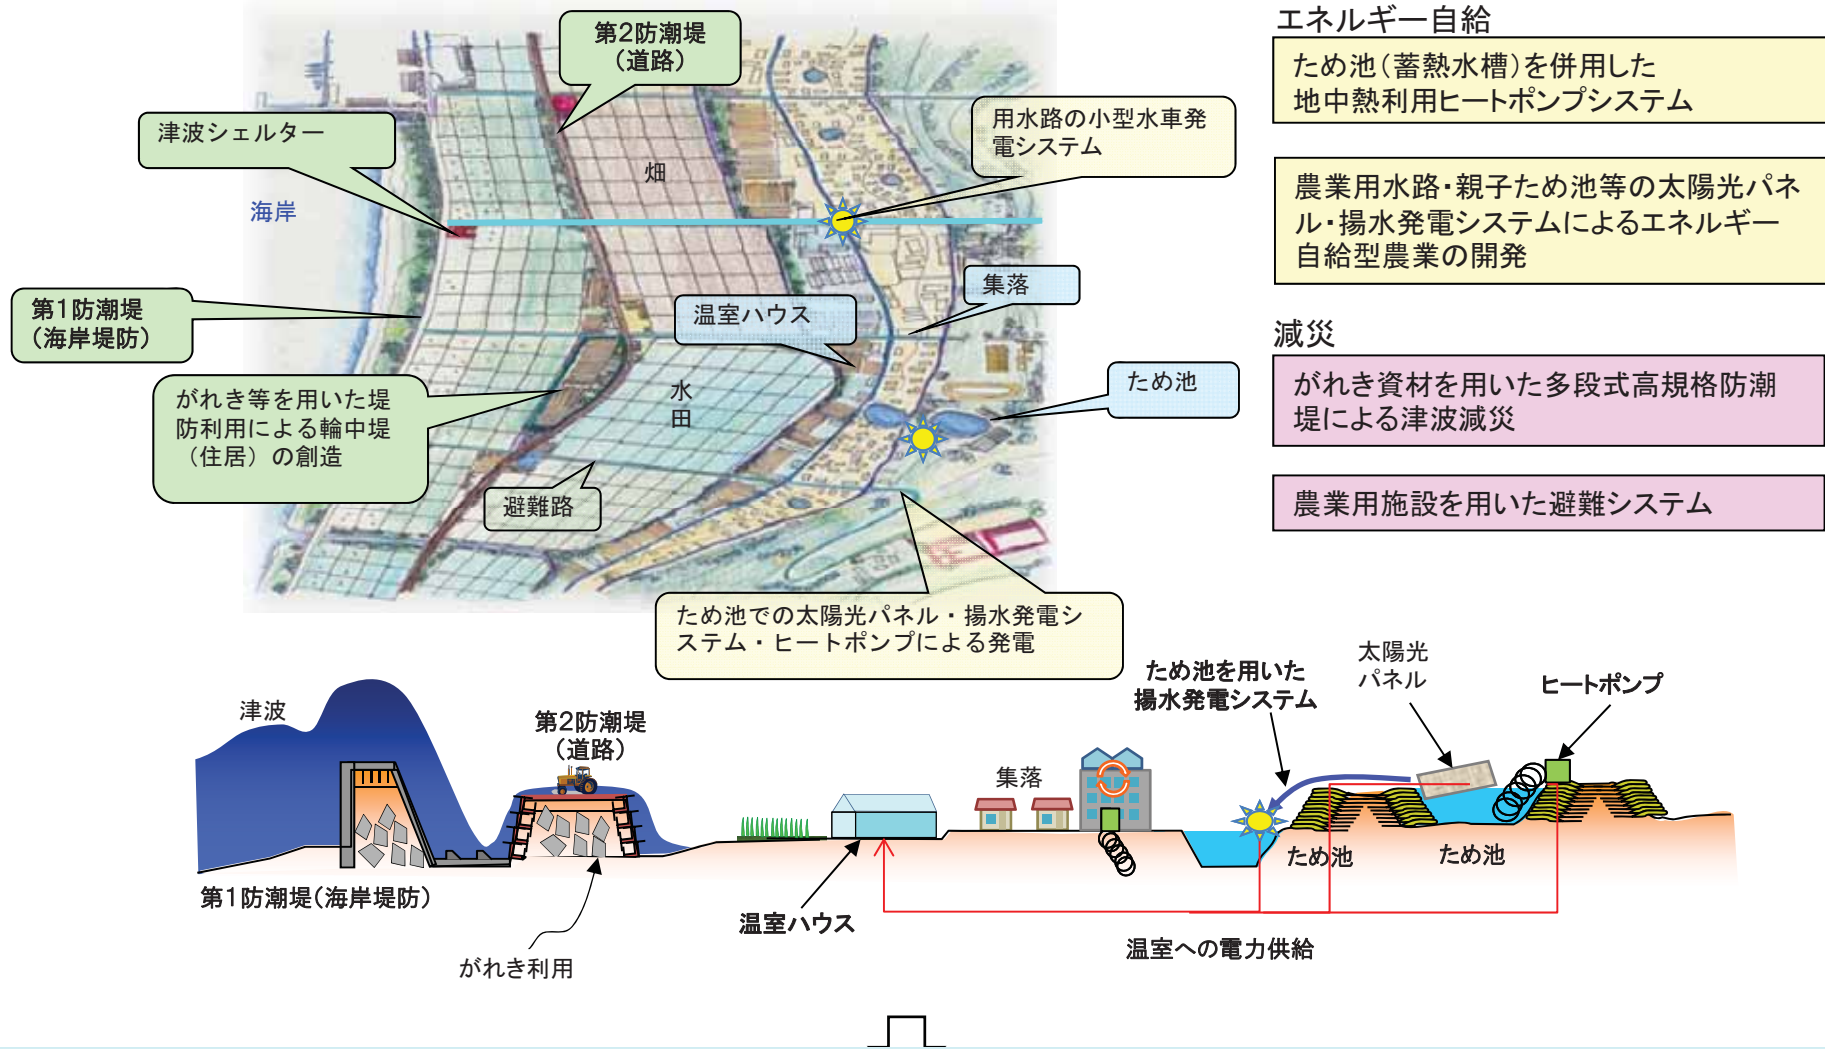 第2防潮堤
（道路）
津波シェルター
用水路の小型水車発
電システム
畑
海岸
集落
第1防潮堤
（海岸堤防）
温室ハウス
ため池
がれき等を用いた堤
防利用による輪中堤
（住居）の創造
水
田
避難路
ため池での太陽光パネル・揚水発電シ
ステム・ヒートポンプによる発電
エネルギー自給
ため池（蓄熱水槽）を併用した
地中熱利用ヒートポンプシステム
農業用水路・親子ため池等の太陽光パネ
ル・揚水発電システムによるエネルギー
自給型農業の開発
減災
がれき資材を用いた多段式高規格防潮
堤による津波減災
農業用施設を用いた避難システム
津波
第2防潮堤
（道路）
集落
ため池を用いた
揚水発電システム
太陽光
パネル
ヒートポンプ
ため池
ため池
第1防潮堤（海岸堤防）
温室ハウス
温室への電力供給
がれき利用